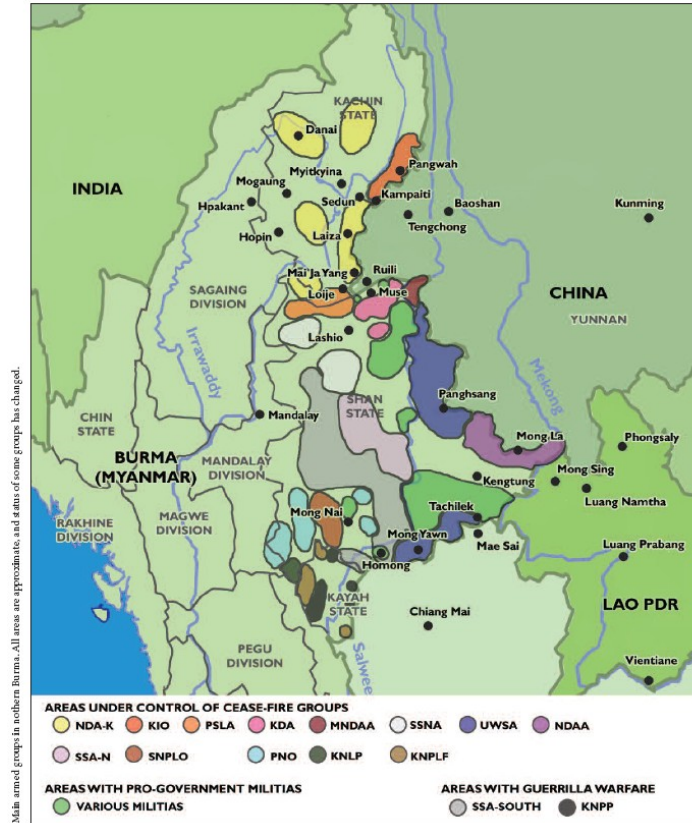 Main armed groups in nothern Burma. All areas are approximate, and status of some groups has changed.
KACHIN
STATE
Danai
Pangwah
INDIA
Myitkyina
Mogaung
Sedun
Kampaiti
Hpakant
Baoshan
Kunming
Tengchong
Hopin
Laiza
Mai Ja Yang
Ruili
SAGAING
DIVISION
Loije
Muse
CHINA
YUNNAN
Irrawaddy
Lashio
Mekong
CHIN
STATE
SHAN
STATE
Panghsang
Mandalay
Mong La
Phongsaly
BURMA
(MYANMAR)
MANDALAY
DIVISION
Kengtung
Mong Sing
Luang Namtha
RAKHINE
DIVISION
MAGWE
DIVISION
Mong Nai
Tachilek
Mong Yawn
Mae Sai
Homong
Luang Prabang
KAYAH
STATE
LAO PDR
Chiang Mai
PEGU
DIVISION
Salwee
Vientiane
AREAS UNDER CONTROL OF CEASE-FIRE GROUPS
NDA-K KIO PSLA KDA MNDAA SSNA UWSA NDAA
SSA-N SNPLO PNO KNLP KNPLF
AREAS WITH PRO-GOVERNMENT MILITIAS
VARIOUS MILITIAS
AREAS WITH GUERRILLA WARFARE
SSA-SOUTH KNPP